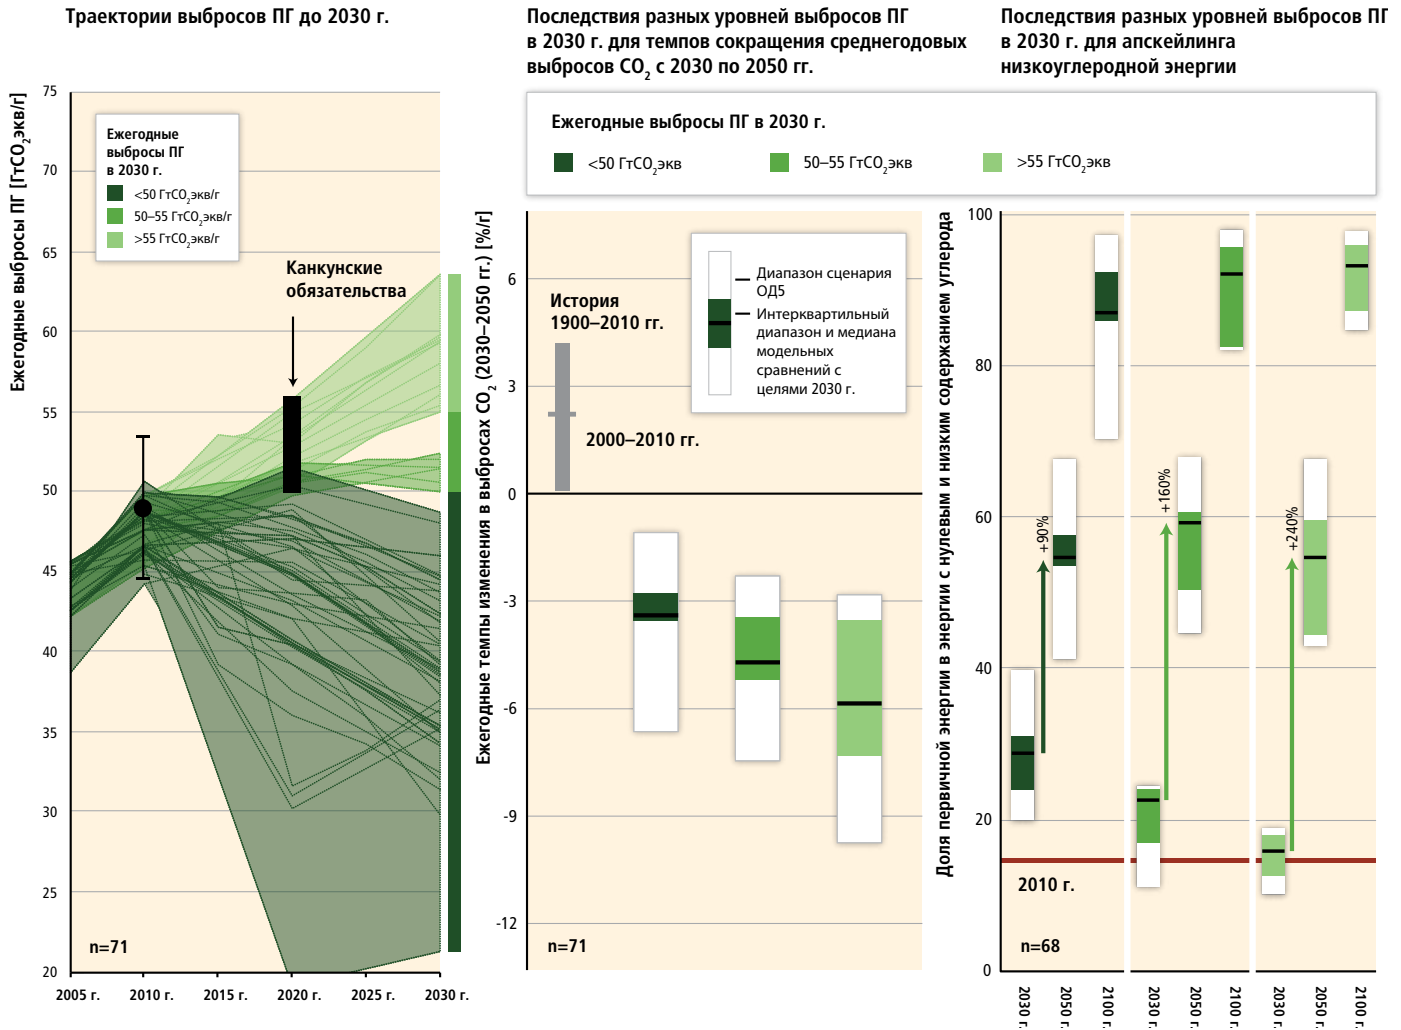 Траектории выбросов ПГ до 2030 г.
Ежегодные выбросы ПГ [ГтCO2экв/г]
75
70
65
60
55
50
45
40
35
30
25
20
Ежегодные
выбросы ПГ
в 2030 г.
<50 ГтCO2экв/г
50–55 ГтCO2экв/г
>55 ГтCO2экв/г
Канкунские
обязательства
n=71
2005 г.
2010 г.
2015 г.
2020 г.
2025 г.
2030 г.
Последствия разных уровней выбросов ПГ
в 2030 г. для темпов сокращения среднегодовых
выбросов CO2 с 2030 по 2050 гг.
Последствия разных уровней выбросов ПГ
в 2030 г. для апскейлинга
низкоуглеродной энергии
Ежегодные выбросы ПГ в 2030 г.
<50 ГтCO2экв
50–55 ГтCO2экв
>55 ГтCO2экв
Ежегодные темпы изменения в выбросах CO2 (2030–2050 гг.) [%/г]
6
3
0
-3
-6
-9
-12
История
1900–2010 гг.
2000–2010 гг.
Диапазон сценария
ОД5
Интерквартильный
диапазон и медиана
модельных
сравнений с
целями 2030 г.
n=71
Доля первичной энергии в энергии с нулевым и низким содержанием углерода
100
80
60
40
20
0
+90%
+160%
+240%
2010 г.
n=68
2030 г.
2050 г.
2100 г.
2030 г.
2050 г.
2100 г.
2030 г.
2050 г.
2100 г.